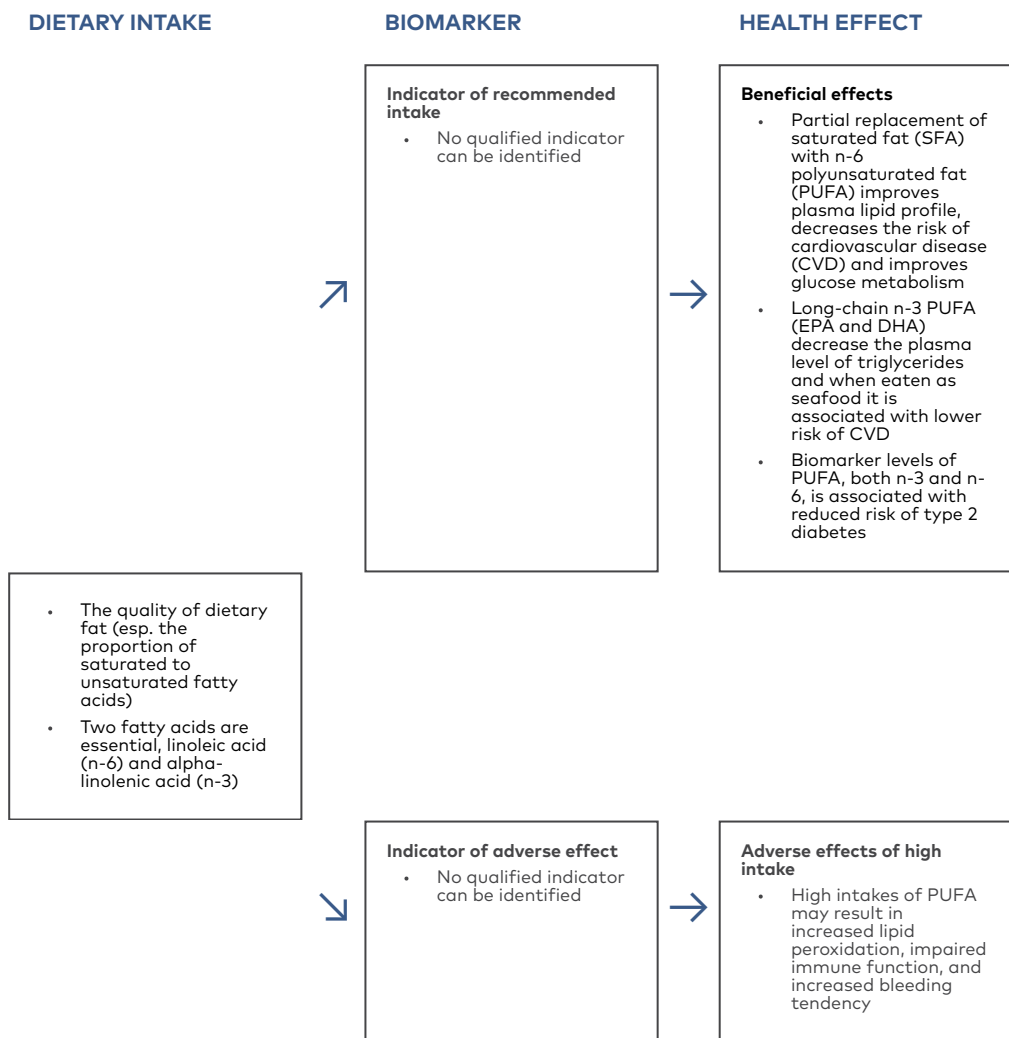 DIETARY INTAKE
BIOMARKER
HEALTH EFFECT
Indicator of recommended
intake
• No qualified indicator
can be identified
Beneficial effects
• Partial replacement of
saturated fat (SFA)
with n-6
polyunsaturated fat
(PUFA) improves
plasma lipid profile,
decreases the risk of
cardiovascular disease
(CVD) and improves
glucose metabolism
• Long-chain n-3 PUFA
(EPA and DHA)
decrease the plasma
level of triglycerides
and when eaten as
seafood it is
associated with lower
risk of CVD
• Biomarker levels of
PUFA, both n-3 and n-
6, is associated with
reduced risk of type 2
diabetes
• The quality of dietary
fat (esp. the
proportion of
saturated to
unsaturated fatty
acids)
• Two fatty acids are
essential, linoleic acid
(n-6) and alpha-
linolenic acid (n-3)
Indicator of adverse effect
• No qualified indicator
can be identified
Adverse effects of high
intake
• High intakes of PUFA
may result in
increased lipid
peroxidation, impaired
immune function, and
increased bleeding
tendency